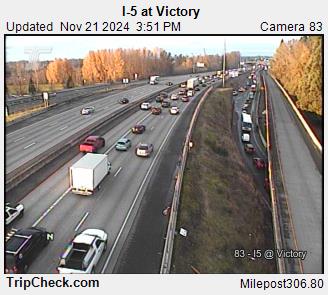 I-5 at Victory
Updated Nov 21 2024 3:51 PM Camera 83
83 - I5 @ Victory
TripCheck.com Milepost306.80